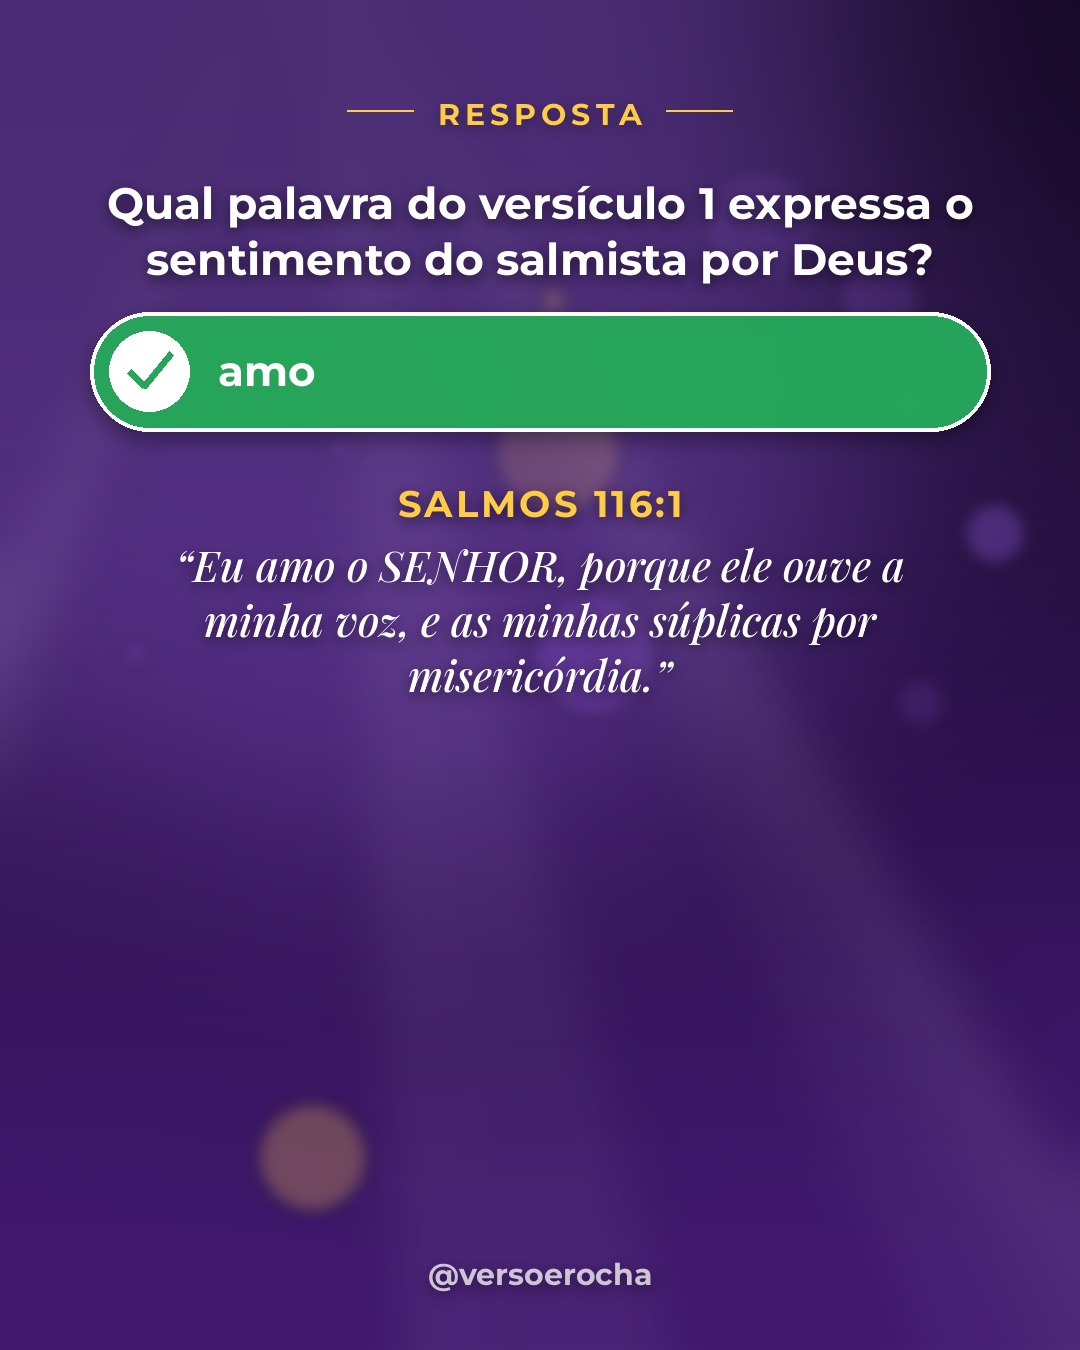 RESPOSTA
Qual palavra do versículo 1 expressa o
sentimento do salmista por Deus?
amo
SALMOS 116:1
“Eu amo o SENHOR, porque ele ouve a
minha voz, e as minhas súplicas por
misericórdia.”
@versoerocha